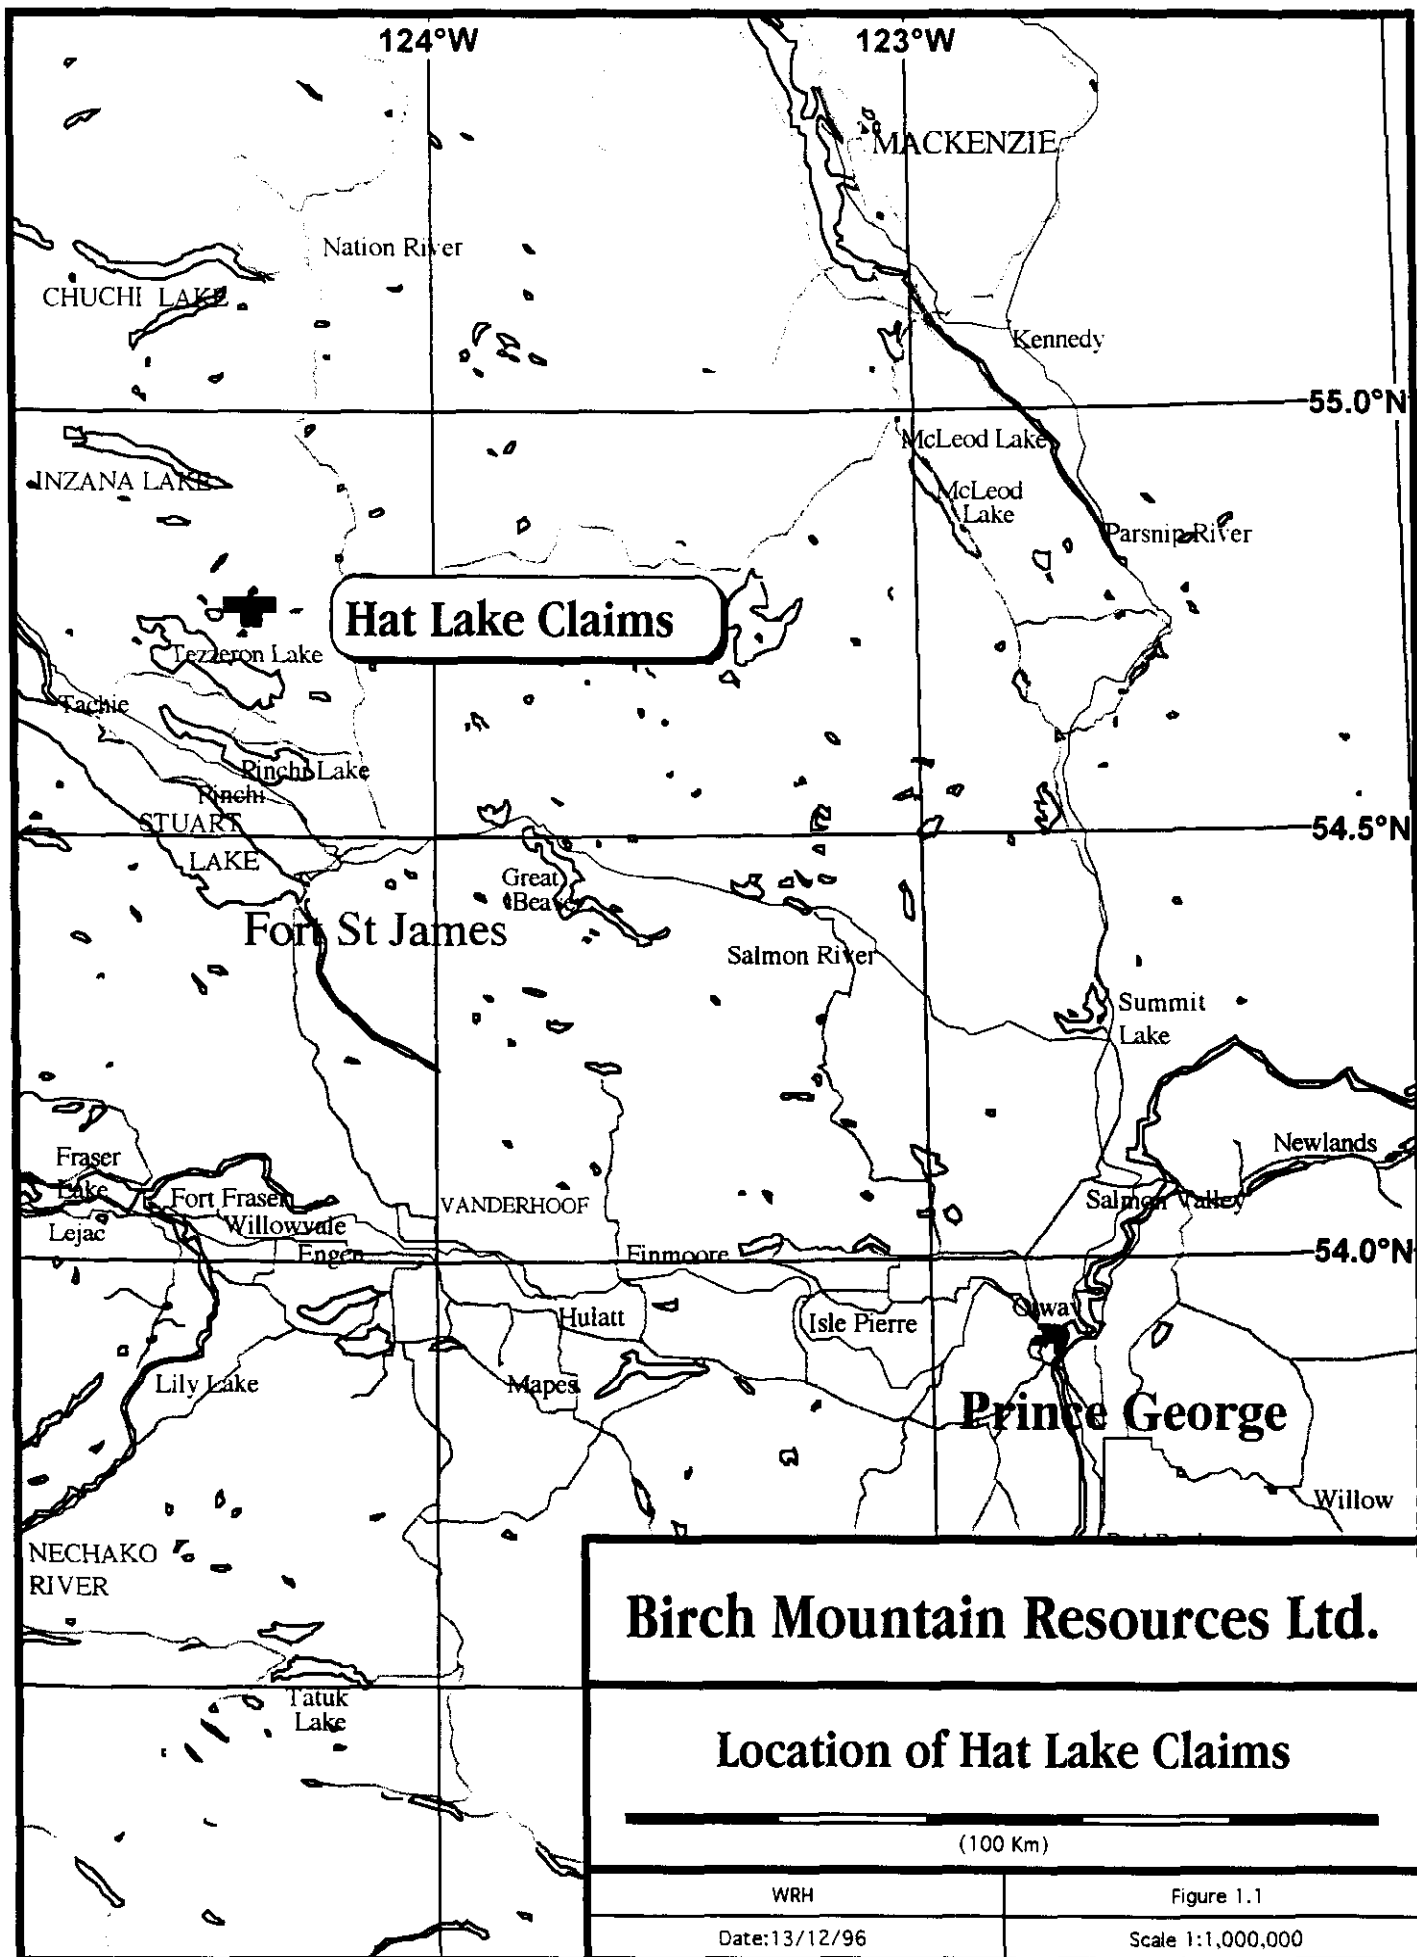 124°W
123°W
MACKENZIE
Nation River
CHUCHI LAKE
Kennedy
55.0°N
McLeod Lake
INZANA LAKE
McLeod
Lake
Parsnip River
Hat Lake Claims
Tezzeron Lake
Tachie
Pinchi Lake
Pinchi
STUART
LAKE
54.5°N
Great
Beaver
Fort St James
Salmon River
Summit
Lake
Newlands
Fraser
Lake
Fort Fraser
VANDERHOOF
Salmon Valley
Lejac
Willowvale
Engen
Finmoore
54.0°N
Hulatt
Isle Pierre
Otway
Lily Lake
Mapes
Prince George
Willow
NECHAKO
RIVER
Birch Mountain Resources Ltd.
Tatuk
Lake
Location of Hat Lake Claims
(100 Km)
WRH
Figure 1.1
Date:13/12/96
Scale 1:1,000,000